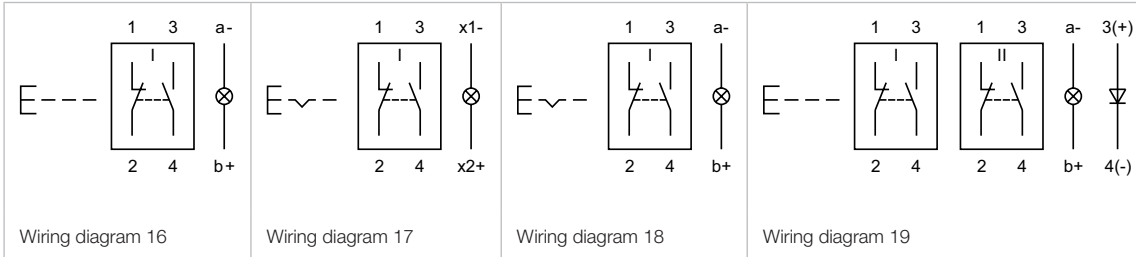 1 3 a-
I
2 4 b+
Wiring diagram 16
1 3 x1-
I
2 4 x2+
Wiring diagram 17
1 3 a-
I
2 4 b+
Wiring diagram 18
1 3 1 3 a- 3(+)
I II
2 4 2 4 b+ 4(-)
Wiring diagram 19